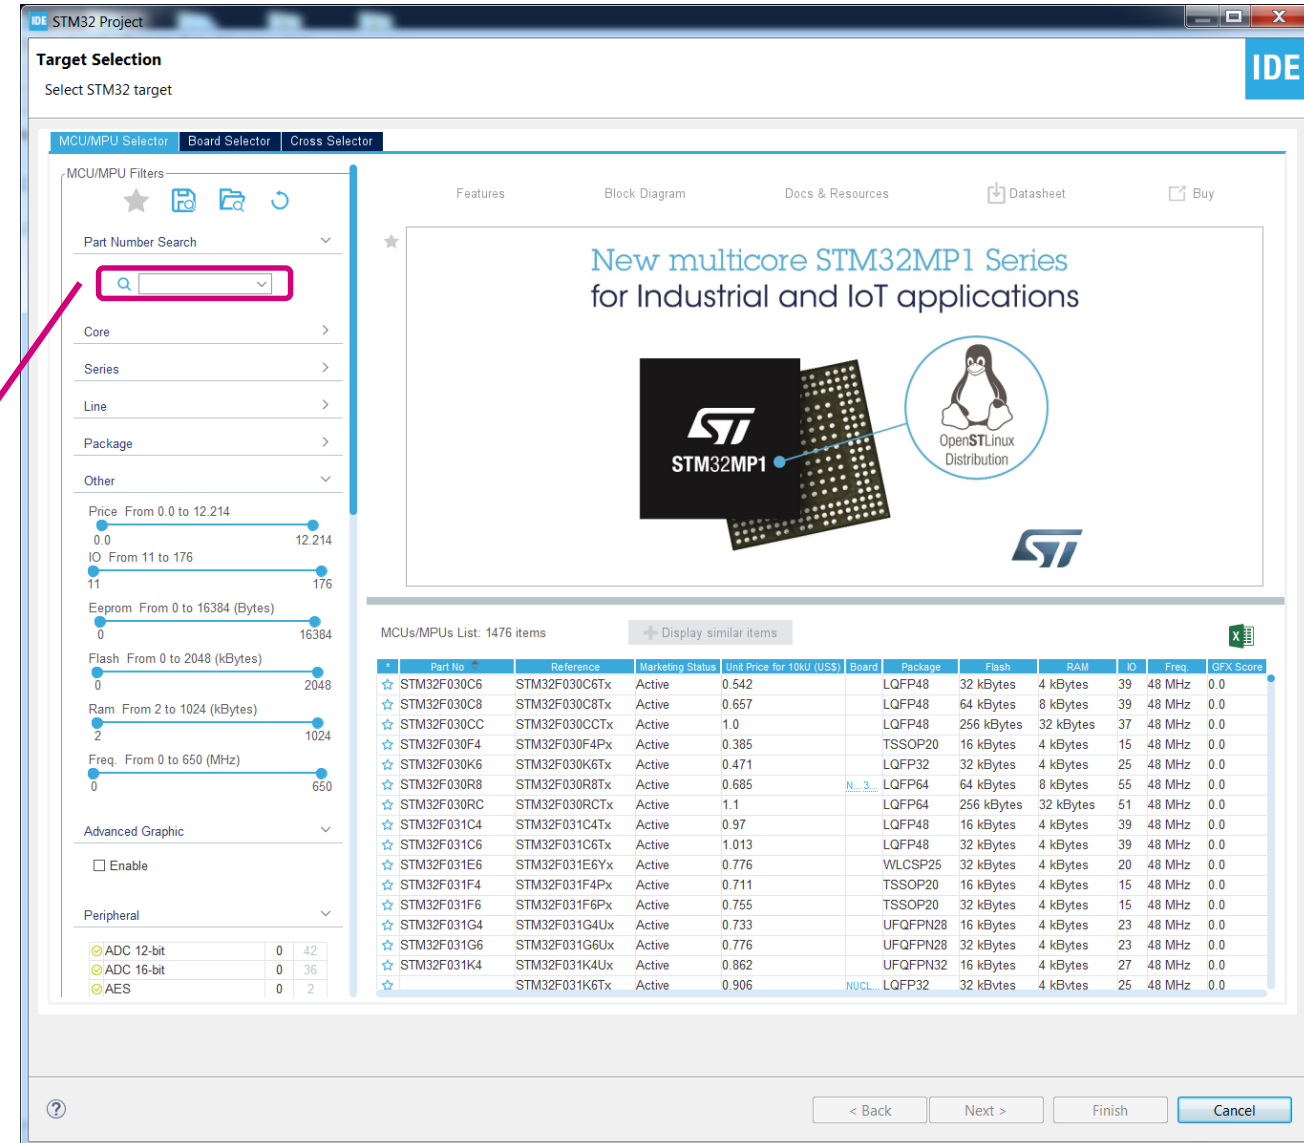 IDE STM32 Project
Target Selection
IDE
Select STM32 target
MCU/MPU Selector Board Selector Cross Selector
MCU/MPU Filters
Features Block Diagram Docs & Resources Datasheet Buy
Part Number Search
Core
Series
Line
Package
Other
Price From 0.0 to 12.214
0.0 12.214
IO From 11 to 176
11 176
Eeprom From 0 to 16384 (Bytes)
0 16384
Flash From 0 to 2048 (kBytes)
0 2048
Ram From 2 to 1024 (kBytes)
2 1024
Freq. From 0 to 650 (MHz)
0 650
Advanced Graphic
Enable
Peripheral
ADC 12-bit 0 42
ADC 16-bit 0 36
AES 0 2
New multicore STM32MP1 Series
for Industrial and IoT applications
STM32MP1
OpenSTLinux
Distribution
MCUs/MPUs List: 1476 items Display similar items
* Part No Reference Marketing Status Unit Price for 10kU (US$) Board Package Flash RAM IO Freq. GFX Score
STM32F030C6 STM32F030C6Tx Active 0.542 LQFP48 32 kBytes 4 kBytes 39 48 MHz 0.0
STM32F030C8 STM32F030C8Tx Active 0.657 LQFP48 64 kBytes 8 kBytes 39 48 MHz 0.0
STM32F030CC STM32F030CCTx Active 1.0 LQFP48 256 kBytes 32 kBytes 37 48 MHz 0.0
STM32F030F4 STM32F030F4Px Active 0.385 TSSOP20 16 kBytes 4 kBytes 15 48 MHz 0.0
STM32F030K6 STM32F030K6Tx Active 0.471 LQFP32 32 kBytes 4 kBytes 25 48 MHz 0.0
STM32F030R8 STM32F030R8Tx Active 0.685 N... 3... LQFP64 64 kBytes 8 kBytes 55 48 MHz 0.0
STM32F030RC STM32F030RCTx Active 1.1 LQFP64 256 kBytes 32 kBytes 51 48 MHz 0.0
STM32F031C4 STM32F031C4Tx Active 0.97 LQFP48 16 kBytes 4 kBytes 39 48 MHz 0.0
STM32F031C6 STM32F031C6Tx Active 1.013 LQFP48 32 kBytes 4 kBytes 39 48 MHz 0.0
STM32F031E6 STM32F031E6Yx Active 0.776 WLCSP25 32 kBytes 4 kBytes 20 48 MHz 0.0
STM32F031F4 STM32F031F4Px Active 0.711 TSSOP20 16 kBytes 4 kBytes 15 48 MHz 0.0
STM32F031F6 STM32F031F6Px Active 0.755 TSSOP20 32 kBytes 4 kBytes 15 48 MHz 0.0
STM32F031G4 STM32F031G4Ux Active 0.733 UFQFPN28 16 kBytes 4 kBytes 23 48 MHz 0.0
STM32F031G6 STM32F031G6Ux Active 0.776 UFQFPN28 32 kBytes 4 kBytes 23 48 MHz 0.0
STM32F031K4 STM32F031K4Ux Active 0.862 UFQFPN32 16 kBytes 4 kBytes 27 48 MHz 0.0
STM32F031K6Tx Active 0.906 NUCL... LQFP32 32 kBytes 4 kBytes 25 48 MHz 0.0
< Back Next > Finish Cancel